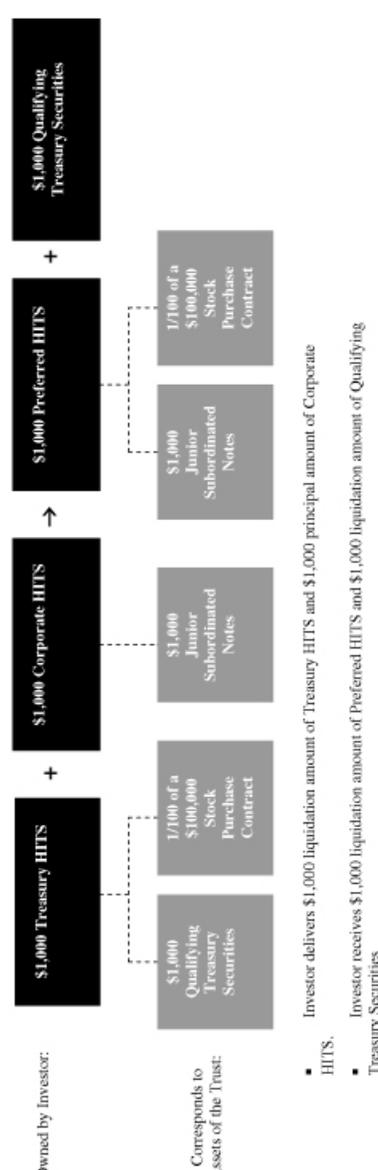 by Investor:
$1,000 Treasury HITS
+
$1,000 Corporate HITS
→
$1,000 Preferred HITS
+
$1,000 Qualifying
Treasury Securities
Corresponds to
of the Trust:
$1,000
Qualifying
Treasury
Securities
1/100 of a
$100,000
Stock
Purchase
Contract
$1,000
Junior
Subordinated
Notes
$1,000
Junior
Subordinated
Notes
1/100 of a
$100,000
Stock
Purchase
Contract
▪ Investor delivers $1,000 liquidation amount of Treasury HITS and $1,000 principal amount of Corporate
HITS.
▪ Investor receives $1,000 liquidation amount of Preferred HITS and $1,000 liquidation amount of Qualifying
Treasury Securities